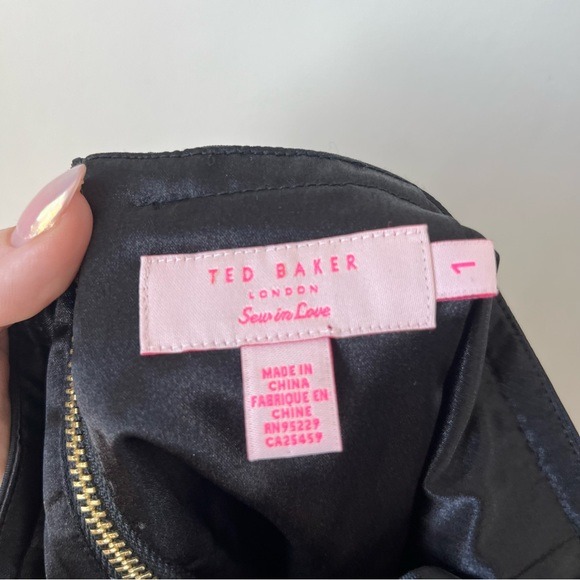 TED BAKER
LONDON
Sew in Love
1
MADE IN
CHINA
FABRIQUE EN
CHINE
RN95229
CA25459